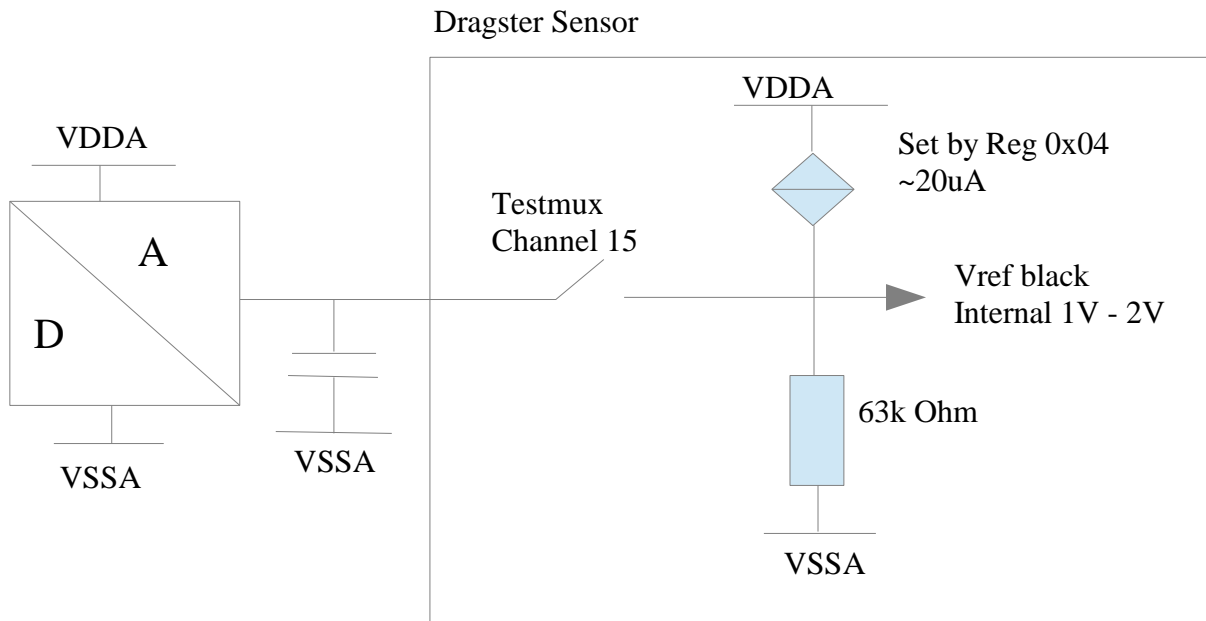 Dragster Sensor
VDDA
VDDA
Set by Reg 0x04
~20uA
A
Testmux
Channel 15
D
Vref black
Internal 1V - 2V
63k Ohm
VSSA
VSSA
VSSA